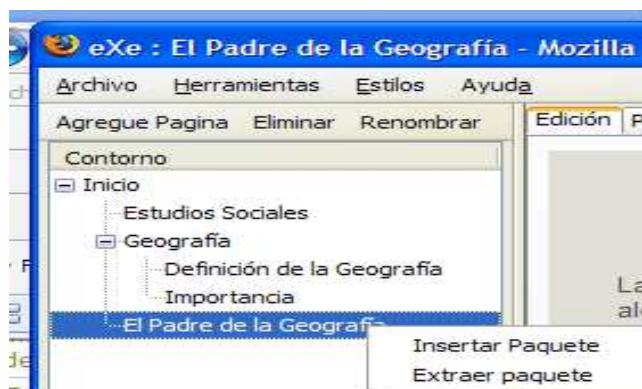 eXe : El Padre de la Geografía - Mozilla
Archivo Herramientas Estilos Ayuda
Agregue Pagina Eliminar Renombrar Edición
Contorno
Inicio
Estudios Sociales
Geografía
Definición de la Geografía
Importancia
El Padre de la Geografía
Insertar Paquete
Extraer paquete